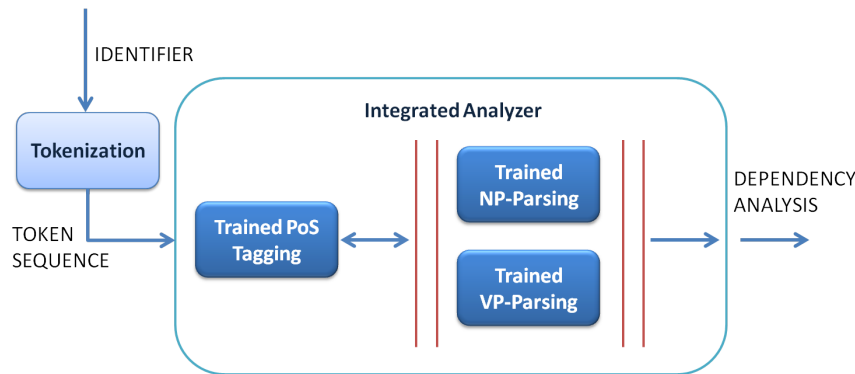 IDENTIFIER
Tokenization
TOKEN
SEQUENCE
Integrated Analyzer
Trained PoS
Tagging
Trained
NP-Parsing
Trained
VP-Parsing
DEPENDENCY
ANALYSIS